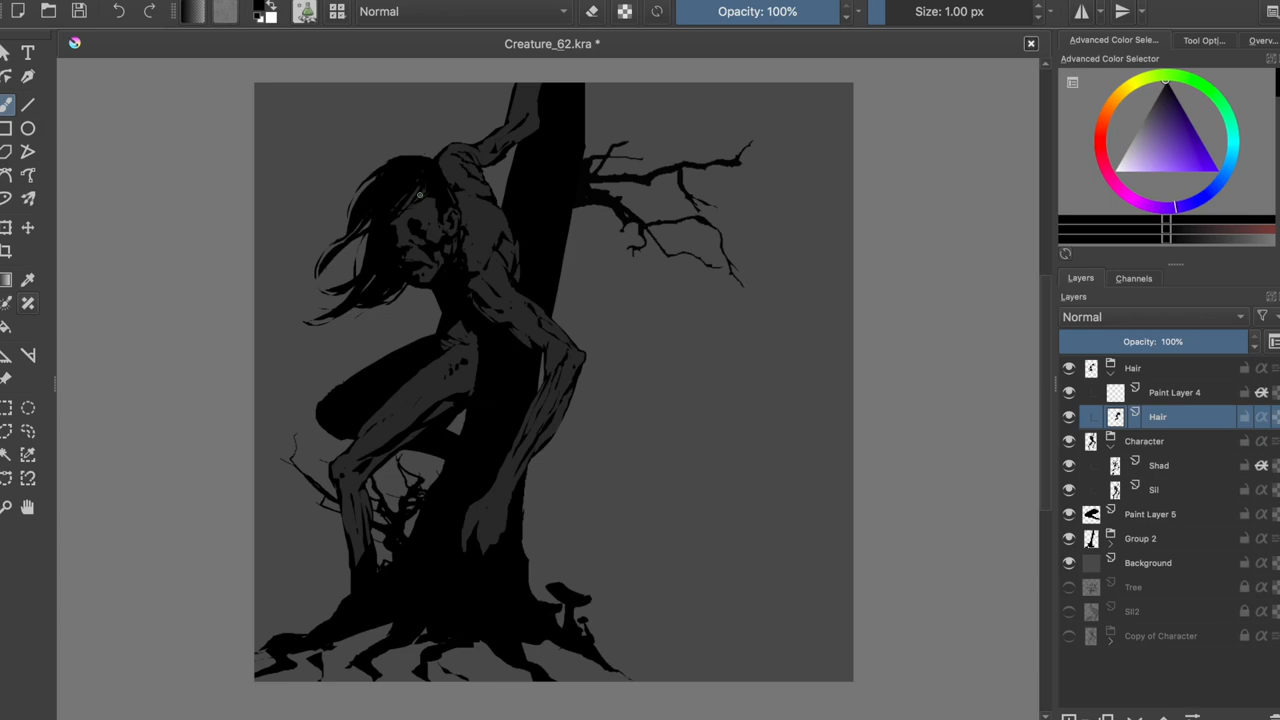 Normal
Opacity: 100%
Size: 1.00 px
Creature_62.kra *
Advanced Color Sele...
Tool Opti...
Overv...
Advanced Color Selector
Layers
Channels
Layers
Normal
Opacity: 100%
Hair
Paint Layer 4
Hair
Character
Shad
Sil
Paint Layer 5
Group 2
Background
Tree
Copy of Character